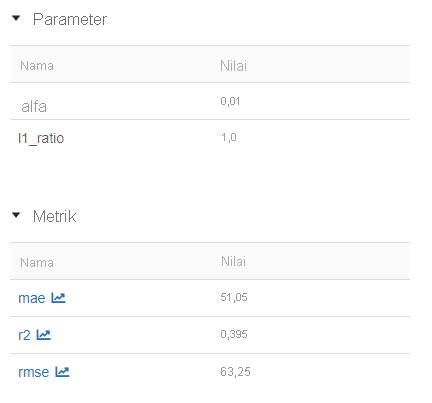 Parameter
Nama Nilai
alfa 0,01
l1_ratio 1,0
Metrik
Nama Nilai
mae 51,05
r2 0,395
rmse 63,25